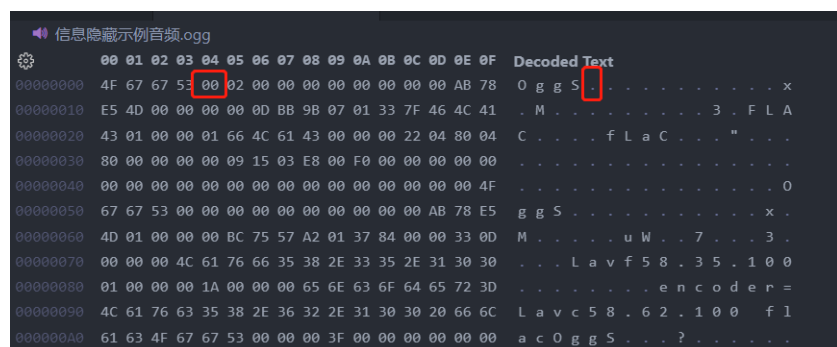 信息隐藏示例音频.ogg
00 01 02 03 04 05 06 07 08 09 0A 0B 0C 0D 0E 0F Decoded Text
00000000 4F 67 67 53 00 02 00 00 00 00 00 00 00 00 AB 78 O g g S . . . . . . . . . . . x
00000010 E5 4D 00 00 00 00 0D BB 9B 07 01 33 7F 46 4C 41 . M . . . . . . . . . 3 . F L A
00000020 43 01 00 00 01 66 4C 61 43 00 00 00 22 04 80 04 C . . . . f L a C . . . " . . .
00000030 80 00 00 00 00 09 15 03 E8 00 F0 00 00 00 00 00 . . . . . . . . . . . . . . . .
00000040 00 00 00 00 00 00 00 00 00 00 00 00 00 00 00 4F . . . . . . . . . . . . . . . O
00000050 67 67 53 00 00 00 00 00 00 00 00 00 00 AB 78 E5 g g S . . . . . . . . . . . x .
00000060 4D 01 00 00 00 BC 75 57 A2 01 37 84 00 00 33 0D M . . . . . u W . . 7 . . . 3 .
00000070 00 00 00 4C 61 76 66 35 38 2E 33 35 2E 31 30 30 . . . L a v f 5 8 . 3 5 . 1 0 0
00000080 01 00 00 00 1A 00 00 00 65 6E 63 6F 64 65 72 3D . . . . . . . . e n c o d e r =
00000090 4C 61 76 63 35 38 2E 36 32 2E 31 30 30 20 66 6C L a v c 5 8 . 6 2 . 1 0 0 f l
000000A0 61 63 4F 67 67 53 00 00 00 3F 00 00 00 00 00 00 a c O g g S . . . ? . . . . . .